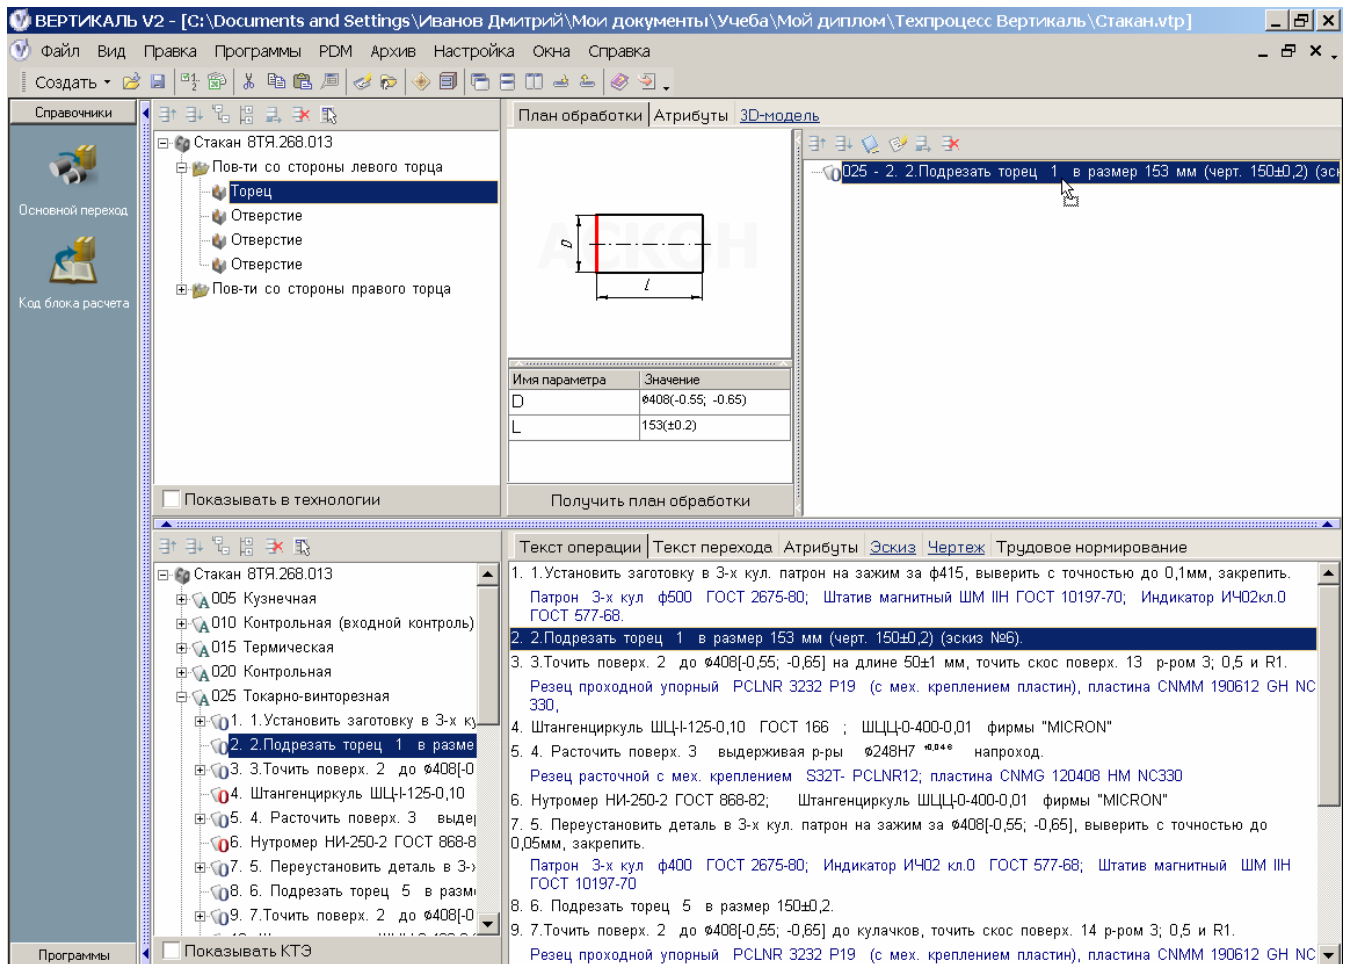 ВЕРТИКАЛЬ V2 - [C:\Documents and Settings\Иванов Дмитрий\Мои документы\Учеба\Мой диплом\Техпроцесс Вертикаль\Стакан.vtp]
Файл Вид Правка Программы PDM Архив Настройка Окна Справка
Создать
Справочники
Основной переход
Код блока расчета
Программы
Стакан 8ТЯ.268.013
Пов-ти со стороны левого торца
Торец
Отверстие
Отверстие
Отверстие
Пов-ти со стороны правого торца
Показывать в технологии
План обработки Атрибуты 3D-модель
АСКОН
D
l
Имя параметра Значение
D ø408(-0.55; -0.65)
L 153(±0.2)
Получить план обработки
025 - 2. 2.Подрезать торец 1 в размер 153 мм (черт. 150±0,2) (эск
Стакан 8ТЯ.268.013
005 Кузнечная
010 Контрольная (входной контроль)
015 Термическая
020 Контрольная
025 Токарно-винторезная
1. 1.Установить заготовку в 3-х ку
2. 2.Подрезать торец 1 в разме
3. 3.Точить поверх. 2 до ø408[-0
4. Штангенциркуль ШЦ-I-125-0,10
5. 4. Расточить поверх. 3 выдер
6. Нутромер НИ-250-2 ГОСТ 868-8
7. 5. Переустановить деталь в 3-х
8. 6. Подрезать торец 5 в разм
9. 7.Точить поверх. 2 до ø408[-0
Показывать КТЭ
Текст операции Текст перехода Атрибуты Эскиз Чертеж Трудовое нормирование
1. 1.Установить заготовку в 3-х кул. патрон на зажим за ф415, выверить с точностью до 0,1мм, закрепить.
Патрон 3-х кул ф500 ГОСТ 2675-80; Штатив магнитный ШМ IIН ГОСТ 10197-70; Индикатор ИЧ02кл.0
ГОСТ 577-68.
2. 2.Подрезать торец 1 в размер 153 мм (черт. 150±0,2) (эскиз №6).
3. 3.Точить поверх. 2 до ø408[-0,55; -0,65] на длине 50±1 мм, точить скос поверх. 13 р-ром 3; 0,5 и R1.
Резец проходной упорный PCLNR 3232 P19 (с мех. креплением пластин), пластина CNMM 190612 GH NC
330,
4. Штангенциркуль ШЦ-I-125-0,10 ГОСТ 166 ; ШЦЦ-0-400-0,01 фирмы "MICRON"
5. 4. Расточить поверх. 3 выдерживая р-ры ø248H7 +0,046 напроход.
Резец расточной с мех. креплением S32T- PCLNR12; пластина CNMG 120408 HM NC330
6. Нутромер НИ-250-2 ГОСТ 868-82; Штангенциркуль ШЦЦ-0-400-0,01 фирмы "MICRON"
7. 5. Переустановить деталь в 3-х кул. патрон на зажим за ø408[-0,55; -0,65], выверить с точностью до
0,05мм, закрепить.
Патрон 3-х кул ф400 ГОСТ 2675-80; Индикатор ИЧ02 кл.0 ГОСТ 577-68; Штатив магнитный ШМ IIН
ГОСТ 10197-70
8. 6. Подрезать торец 5 в размер 150±0,2.
9. 7.Точить поверх. 2 до ø408[-0,55; -0,65] до кулачков, точить скос поверх. 14 р-ром 3; 0,5 и R1.
Резец проходной упорный PCLNR 3232 P19 (с мех. креплением пластин), пластина CNMM 190612 GH NC